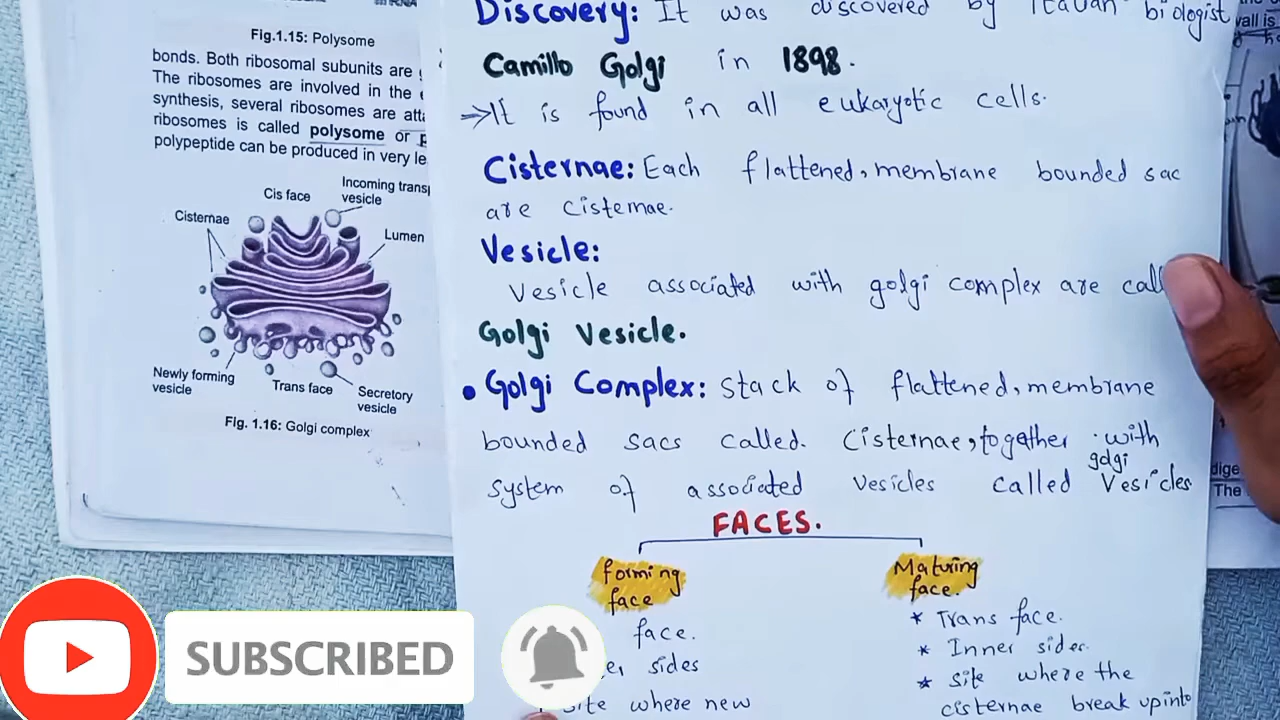 Fig.1.15: Polysome
bonds. Both ribosomal subunits are
The ribosomes are involved in the
synthesis, several ribosomes are
ribosomes is called polysome or
polypeptide can be produced in very
Cis face
Incoming
vesicle
Cisternae
Lumen
Newly forming
vesicle
Trans face
Secretory
vesicle
Fig. 1.16: Golgi complex
Discovery: It was discovered by Italian biologist
Camillo Golgi in 1898.
⇒It is found in all eukaryotic cells.
Cisternae: Each flattened, membrane bounded sac
are cisternae.
Vesicle:
Vesicle associated with golgi complex are
Golgi Vesicle.
• Golgi Complex: Stack of flattened, membrane
bounded sacs called. Cisternae, together with
system of associated vesicles called golgi Vesicles
FACES.
forming
face
face.
sides
site where new
Maturing
face.
* Trans face.
* Inner sides.
* Site where the
cisternae break upinto
vall is
dige
The
SUBSCRIBED